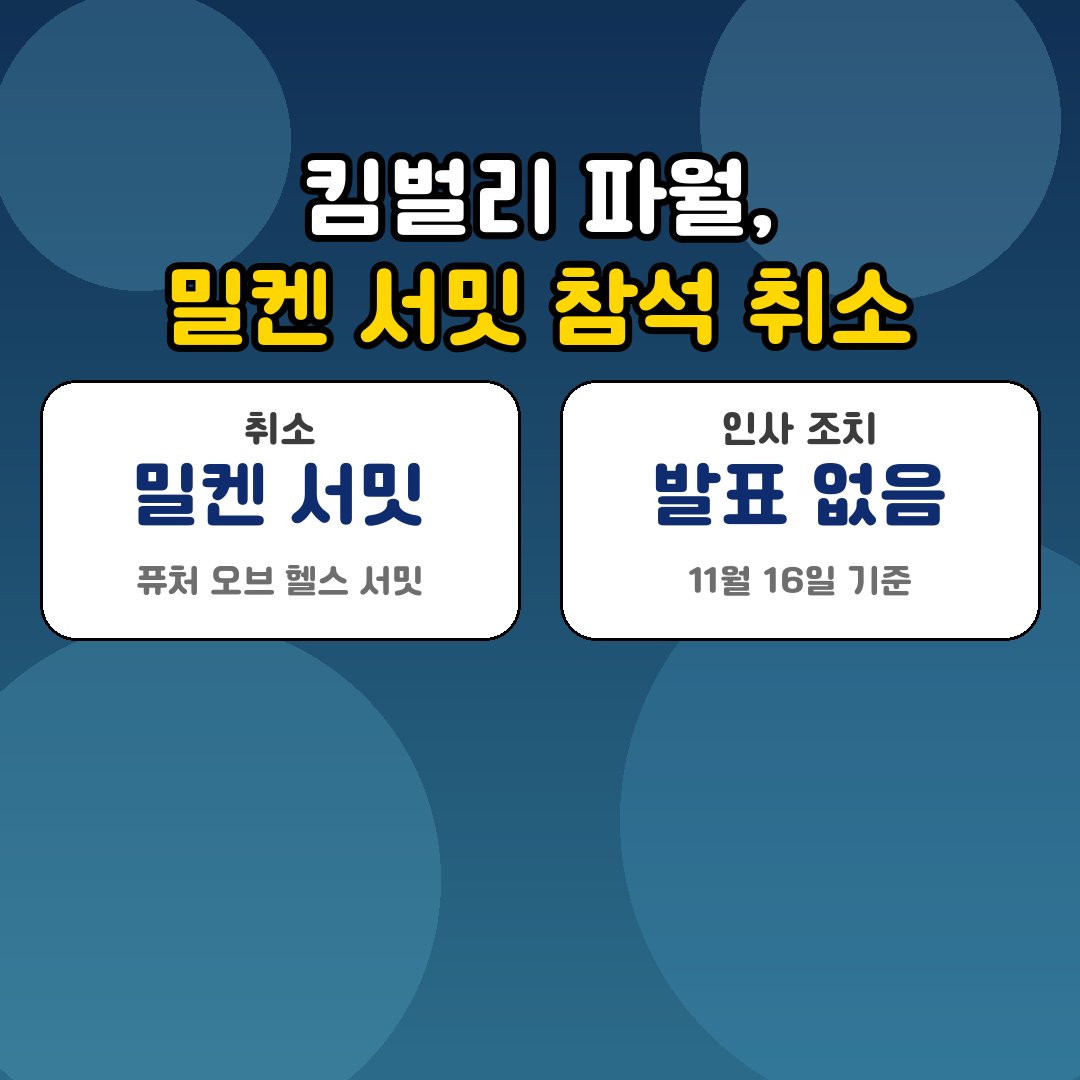 킴벌리 파월,
밀켄 서밋 참석 취소
취소
밀켄 서밋
퓨처 오브 헬스 서밋
인사 조치
발표 없음
11월 16일 기준